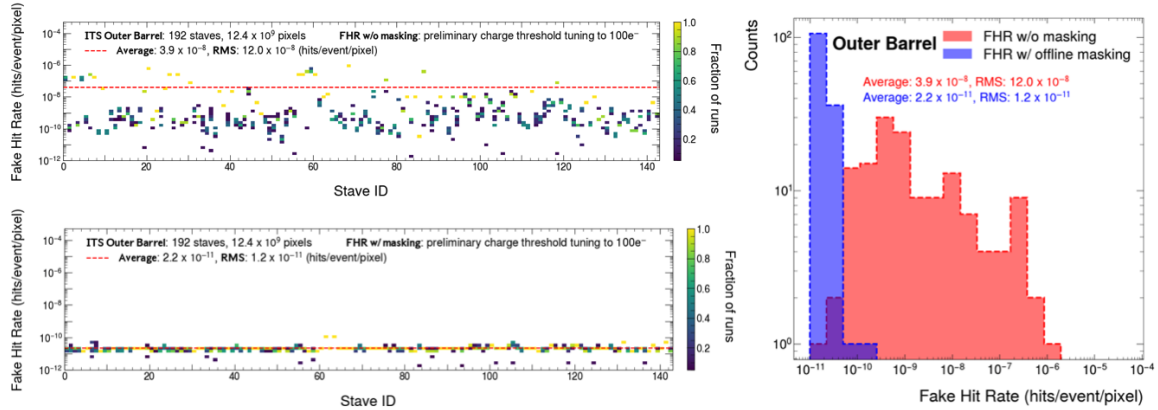 Fake Hit Rate (hits/event/pixel)
ITS Outer Barrel: 192 staves, 12.4 x 10⁹ pixels
FHR w/o masking: preliminary charge threshold tuning to 100e⁻
Average: 3.9 x 10⁻⁸, RMS: 12.0 x 10⁻⁸ (hits/event/pixel)
10⁻⁴
10⁻⁶
10⁻⁸
10⁻¹⁰
10⁻¹²
0 20 40 60 80 100 120 140
Stave ID
1.0
0.8
0.6
0.4
0.2
Fraction of runs
Fake Hit Rate (hits/event/pixel)
ITS Outer Barrel: 192 staves, 12.4 x 10⁹ pixels
FHR w/ masking: preliminary charge threshold tuning to 100e⁻
Average: 2.2 x 10⁻¹¹, RMS: 1.2 x 10⁻¹¹ (hits/event/pixel)
10⁻⁴
10⁻⁶
10⁻⁸
10⁻¹⁰
10⁻¹²
0 20 40 60 80 100 120 140
Stave ID
1.0
0.8
0.6
0.4
0.2
Fraction of runs
Counts
Outer Barrel
FHR w/o masking
FHR w/ offline masking
Average: 3.9 x 10⁻⁸, RMS: 12.0 x 10⁻⁸
Average: 2.2 x 10⁻¹¹, RMS: 1.2 x 10⁻¹¹
10²
10¹
10⁰
10⁻¹¹ 10⁻¹⁰ 10⁻⁹ 10⁻⁸ 10⁻⁷ 10⁻⁶ 10⁻⁵ 10⁻⁴
Fake Hit Rate (hits/event/pixel)